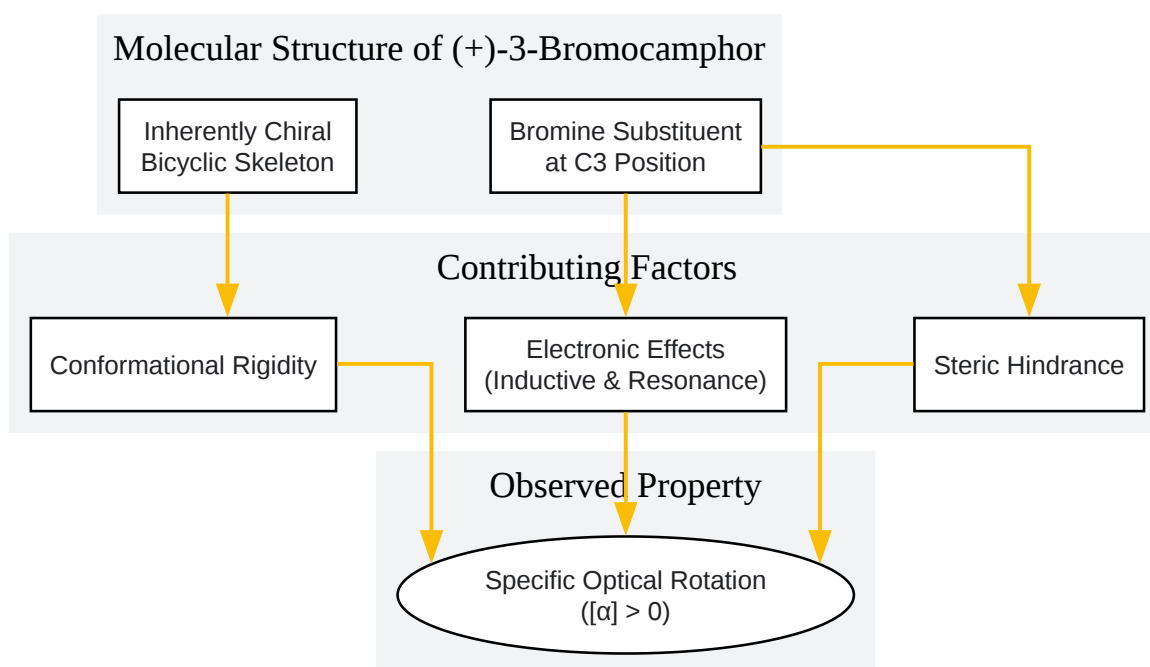 Molecular Structure of (+)-3-Bromocamphor
Inherently Chiral
Bicyclic Skeleton
Bromine Substituent
at C3 Position
Contributing Factors
Conformational Rigidity
Electronic Effects
(Inductive & Resonance)
Steric Hindrance
Observed Property
Specific Optical Rotation
([α] > 0)